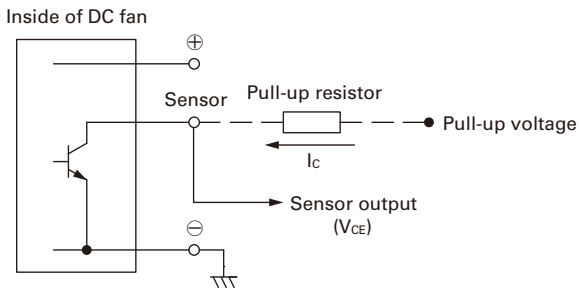 Inside of DC fan
⊕
Sensor
Pull-up resistor
Pull-up voltage
Ic
Sensor output
(VCE)
⊖